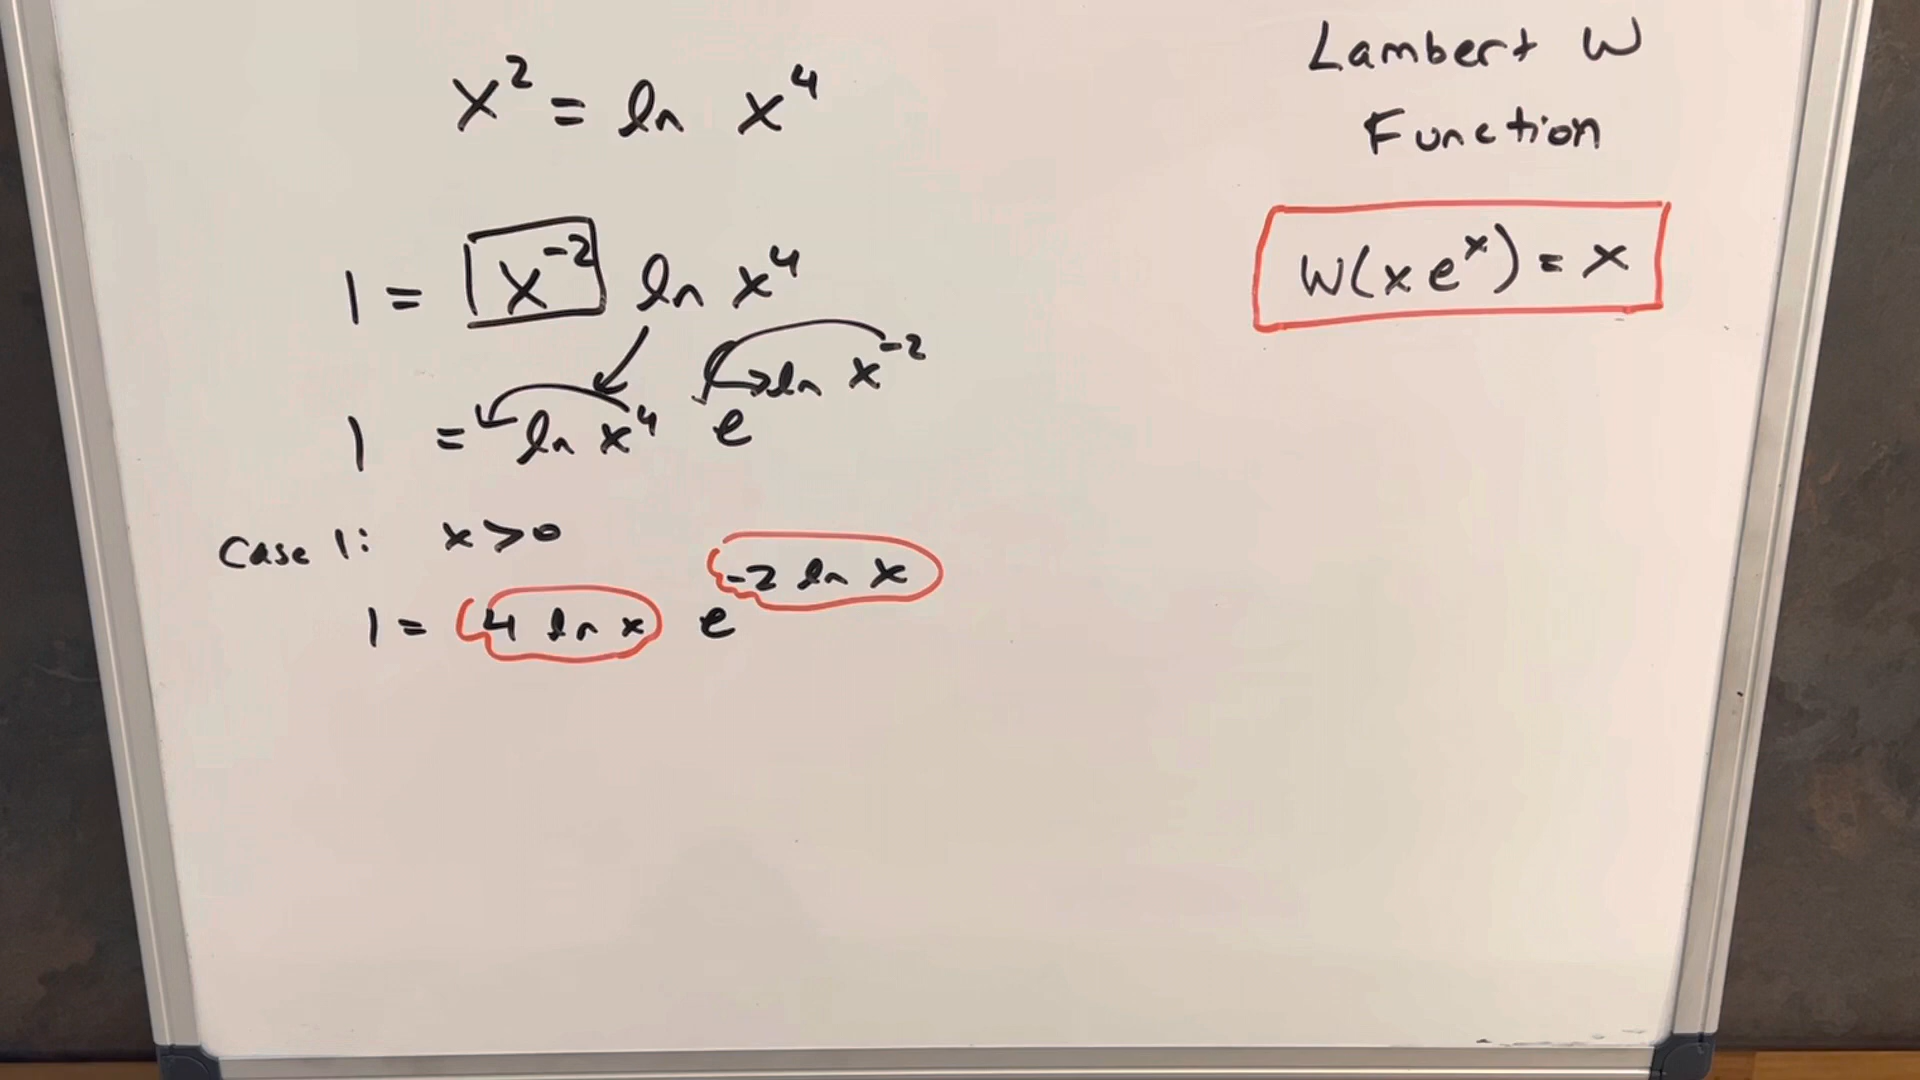 x² = ln x⁴
1 = x⁻² ln x⁴
1 = ln x⁴ e^(ln x⁻²)
Case 1: x > 0
1 = 4 ln x e^(-2 ln x)
Lambert W
Function
W(x eˣ) = x